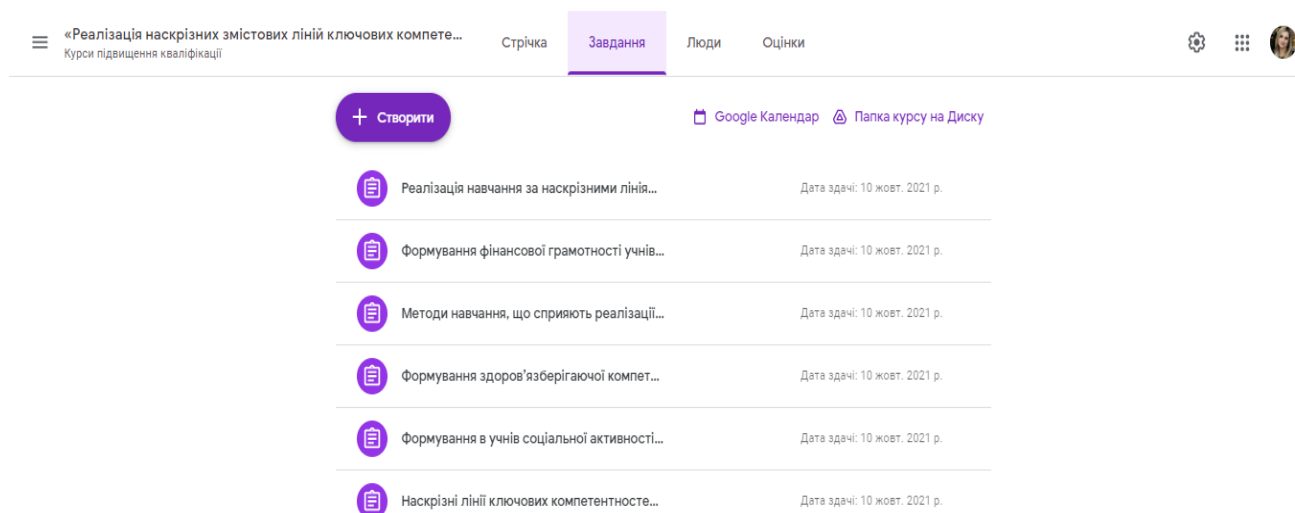 «Реалізація наскрізних змістових ліній ключових компете...
Курси підвищення кваліфікації
Стрічка
Завдання
Люди
Оцінки
Створити
Google Календар
Папка курсу на Диску
Реалізація навчання за наскрізними лінія...
Дата здачі: 10 жовт. 2021 р.
Формування фінансової грамотності учнів...
Дата здачі: 10 жовт. 2021 р.
Методи навчання, що сприяють реалізації...
Дата здачі: 10 жовт. 2021 р.
Формування здоров'язберігаючої компет...
Дата здачі: 10 жовт. 2021 р.
Формування в учнів соціальної активності...
Дата здачі: 10 жовт. 2021 р.
Наскрізні лінії ключових компетентносте...
Дата здачі: 10 жовт. 2021 р.